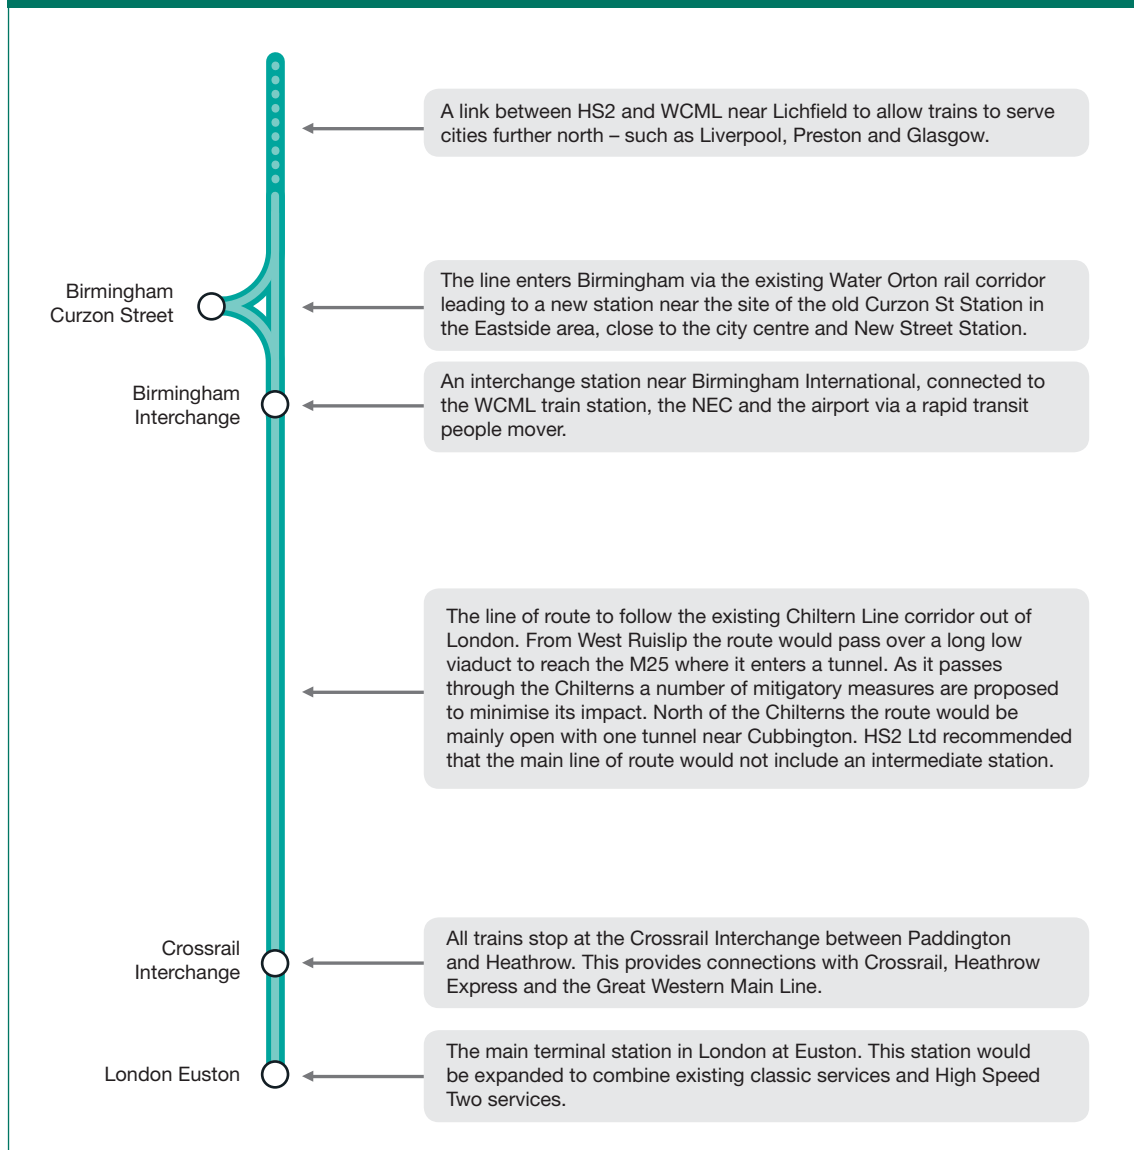 A link between HS2 and WCML near Lichfield to allow trains to serve
cities further north – such as Liverpool, Preston and Glasgow.
Birmingham
Curzon Street
The line enters Birmingham via the existing Water Orton rail corridor
leading to a new station near the site of the old Curzon St Station in
the Eastside area, close to the city centre and New Street Station.
Birmingham
Interchange
An interchange station near Birmingham International, connected to
the WCML train station, the NEC and the airport via a rapid transit
people mover.
The line of route to follow the existing Chiltern Line corridor out of
London. From West Ruislip the route would pass over a long low
viaduct to reach the M25 where it enters a tunnel. As it passes
through the Chilterns a number of mitigatory measures are proposed
to minimise its impact. North of the Chilterns the route would be
mainly open with one tunnel near Cubbington. HS2 Ltd recommended
that the main line of route would not include an intermediate station.
Crossrail
Interchange
All trains stop at the Crossrail Interchange between Paddington
and Heathrow. This provides connections with Crossrail, Heathrow
Express and the Great Western Main Line.
London Euston
The main terminal station in London at Euston. This station would
be expanded to combine existing classic services and High Speed
Two services.